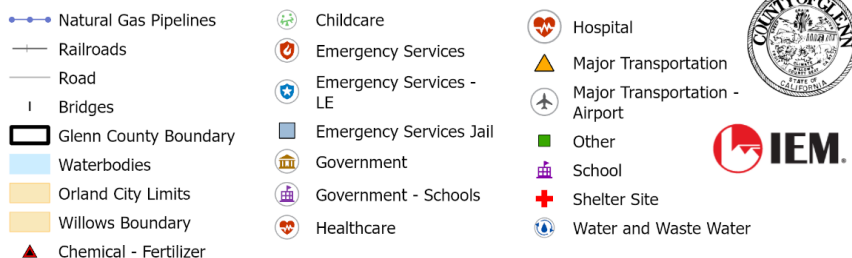 Natural Gas Pipelines
Railroads
Road
Bridges
Glenn County Boundary
Waterbodies
Orland City Limits
Willows Boundary
Chemical - Fertilizer
Childcare
Emergency Services
Emergency Services -
LE
Emergency Services Jail
Government
Government - Schools
Healthcare
Hospital
Major Transportation
Major Transportation -
Airport
Other
School
Shelter Site
Water and Waste Water
COUNTY OF GLENN
STATE OF
CALIFORNIA
IEM.